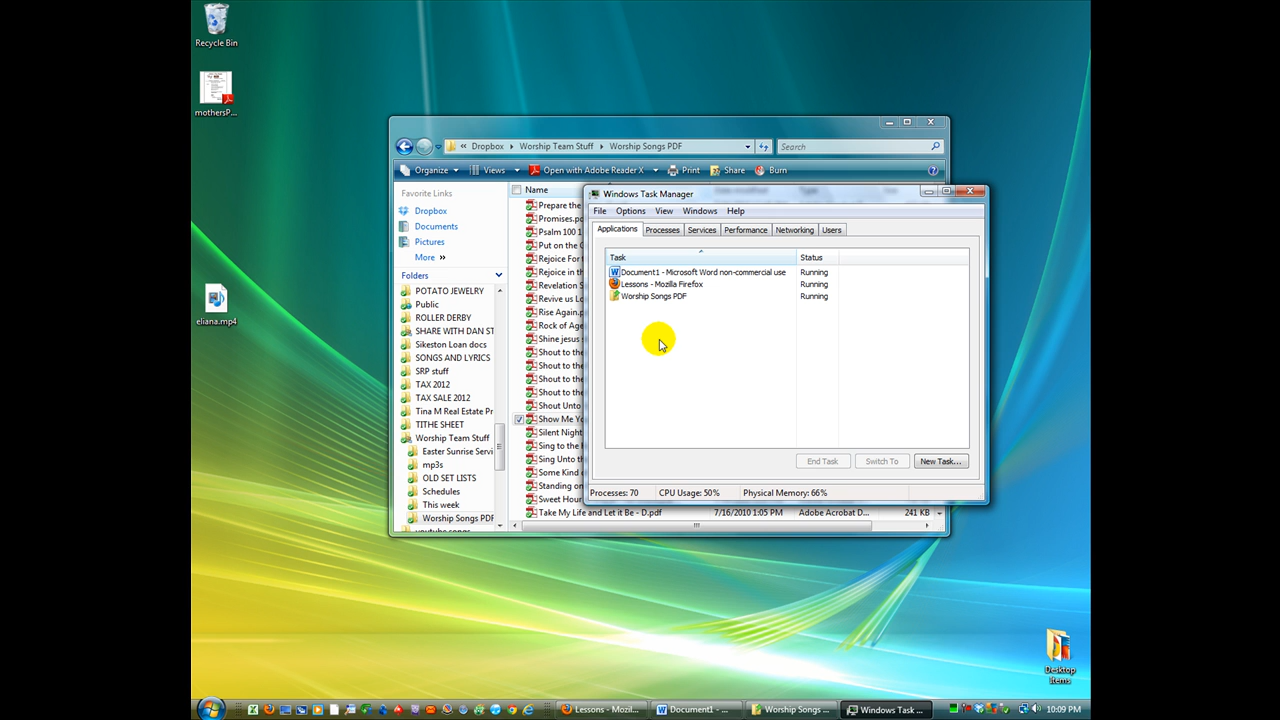 Recycle Bin
mothersP...
eliana.mp4
« Dropbox Worship Team Stuff Worship Songs PDF
Search
Organize Views Open with Adobe Reader X Print Share Burn
Favorite Links
Dropbox
Documents
Pictures
More »
Folders
POTATO JEWELRY
Public
ROLLER DERBY
SHARE WITH DAN ST
Sikeston Loan docs
SONGS AND LYRICS
SRP stuff
TAX 2012
TAX SALE 2012
Tina M Real Estate Pr
TITHE SHEET
Worship Team Stuff
Easter Sunrise Servi
mp3s
OLD SET LISTS
Schedules
This week
Worship Songs PDF
youtube songs
Name
Prepare the
Promises.pd
Psalm 100 1
Put on the G
Rejoice For
Rejoice in th
Revelation S
Revive us Lo
Rise Again.p
Rock of Age
Shine jesus
Shout to the
Shout to the
Shout to the
Shout to the
Shout Unto
Show Me Yo
Silent Night
Sing to the
Sing Unto th
Some Kind
Standing on
Sweet Hour
Take My Life and Let it Be - D.pdf 7/16/2010 1:05 PM Adobe Acrobat D... 241 KB
Windows Task Manager
File Options View Windows Help
Applications Processes Services Performance Networking Users
Task Status
Document1 - Microsoft Word non-commercial use Running
Lessons - Mozilla Firefox Running
Worship Songs PDF Running
End Task Switch To New Task...
Processes: 70 CPU Usage: 50% Physical Memory: 66%
Desktop
Items
Lessons - Mozil... Document1 - ... Worship Songs ... Windows Task ... 10:09 PM